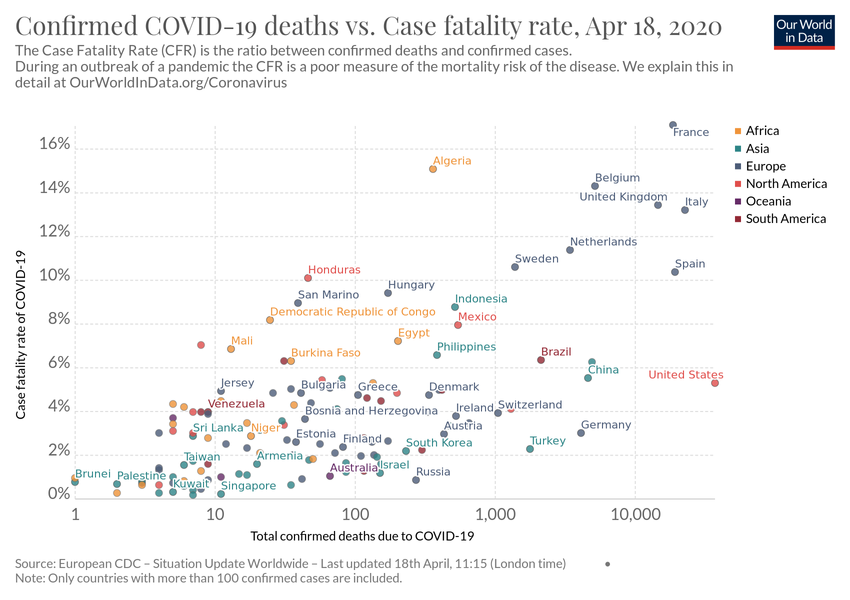 Confirmed COVID-19 deaths vs. Case fatality rate, Apr 18, 2020
Our World
in Data
The Case Fatality Rate (CFR) is the ratio between confirmed deaths and confirmed cases.
During an outbreak of a pandemic the CFR is a poor measure of the mortality risk of the disease. We explain this in
detail at OurWorldInData.org/Coronavirus
France
Africa
Asia
Europe
North America
Oceania
South America
16%
Algeria
14%
Belgium
United Kingdom
Italy
12%
Netherlands
Sweden
Spain
10%
Honduras
Hungary
San Marino
Indonesia
8%
Democratic Republic of Congo
Mexico
Egypt
Mali
Philippines
Burkina Faso
Brazil
6%
China
United States
Jersey
Bulgaria
Greece
Denmark
4%
Venezuela
Bosnia and Herzegovina
Ireland
Switzerland
Sri Lanka
Niger
Austria
Germany
Estonia
Finland
South Korea
Turkey
2%
Taiwan
Armenia
Israel
Australia
Russia
Brunei
Palestine
Kuwait
Singapore
0%
1
10
100
1,000
10,000
Case fatality rate of COVID-19
Total confirmed deaths due to COVID-19
Source: European CDC – Situation Update Worldwide – Last updated 18th April, 11:15 (London time)
Note: Only countries with more than 100 confirmed cases are included.